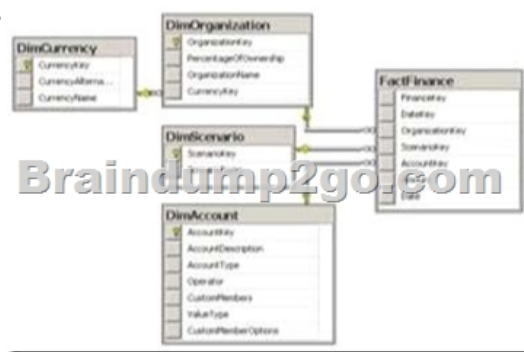 DimOrganization
OrganizationKey
PercentageOfOwnership
OrganizationName
CurrencyKey
DimCurrency
CurrencyKey
CurrencyAlterna...
CurrencyName
FactFinance
FinanceKey
DateKey
OrganizationKey
ScenarioKey
AccountKey
Date
DimScenario
ScenarioKey
Braindump2go.com
DimAccount
AccountKey
AccountDescription
AccountType
Operator
CustomMembers
ValueType
CustomMemberOptions